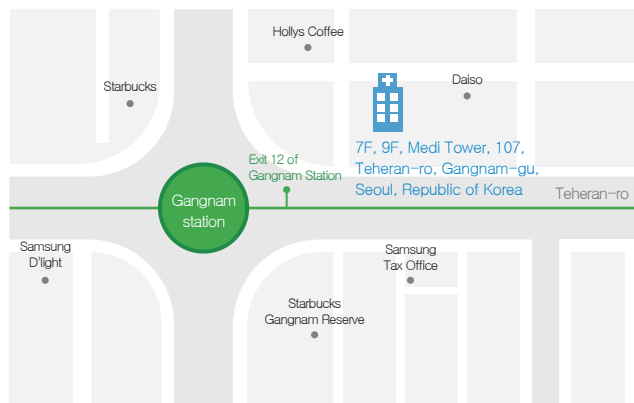 Hollys Coffee
Starbucks
Daiso
7F, 9F, Medi Tower, 107,
Teheran-ro, Gangnam-gu,
Seoul, Republic of Korea
Exit 12 of
Gangnam Station
Teheran-ro
Gangnam
station
Samsung
D'light
Samsung
Tax Office
Starbucks
Gangnam Reserve